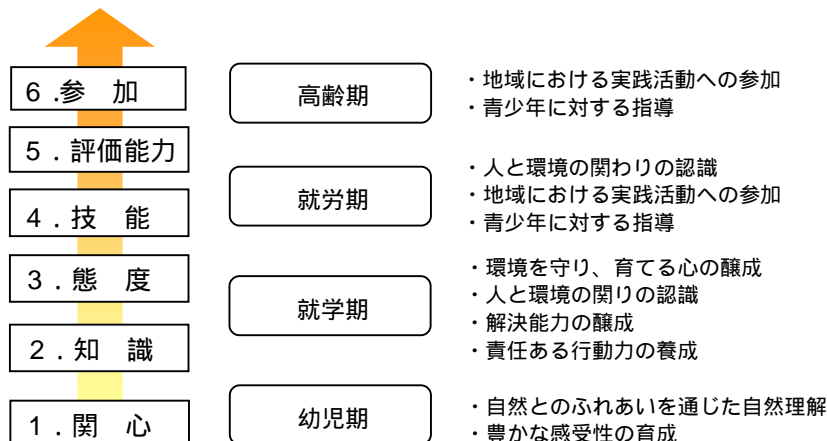 ６.参　加
５．評価能力
４．技　能
３．態　度
２．知　識
１．関　心
高齢期
・地域における実践活動への参加
・青少年に対する指導
就労期
・人と環境の関わりの認識
・地域における実践活動への参加
・青少年に対する指導
就学期
・環境を守り、育てる心の醸成
・人と環境の関りの認識
・解決能力の醸成
・責任ある行動力の養成
幼児期
・自然とのふれあいを通じた自然理解
・豊かな感受性の育成